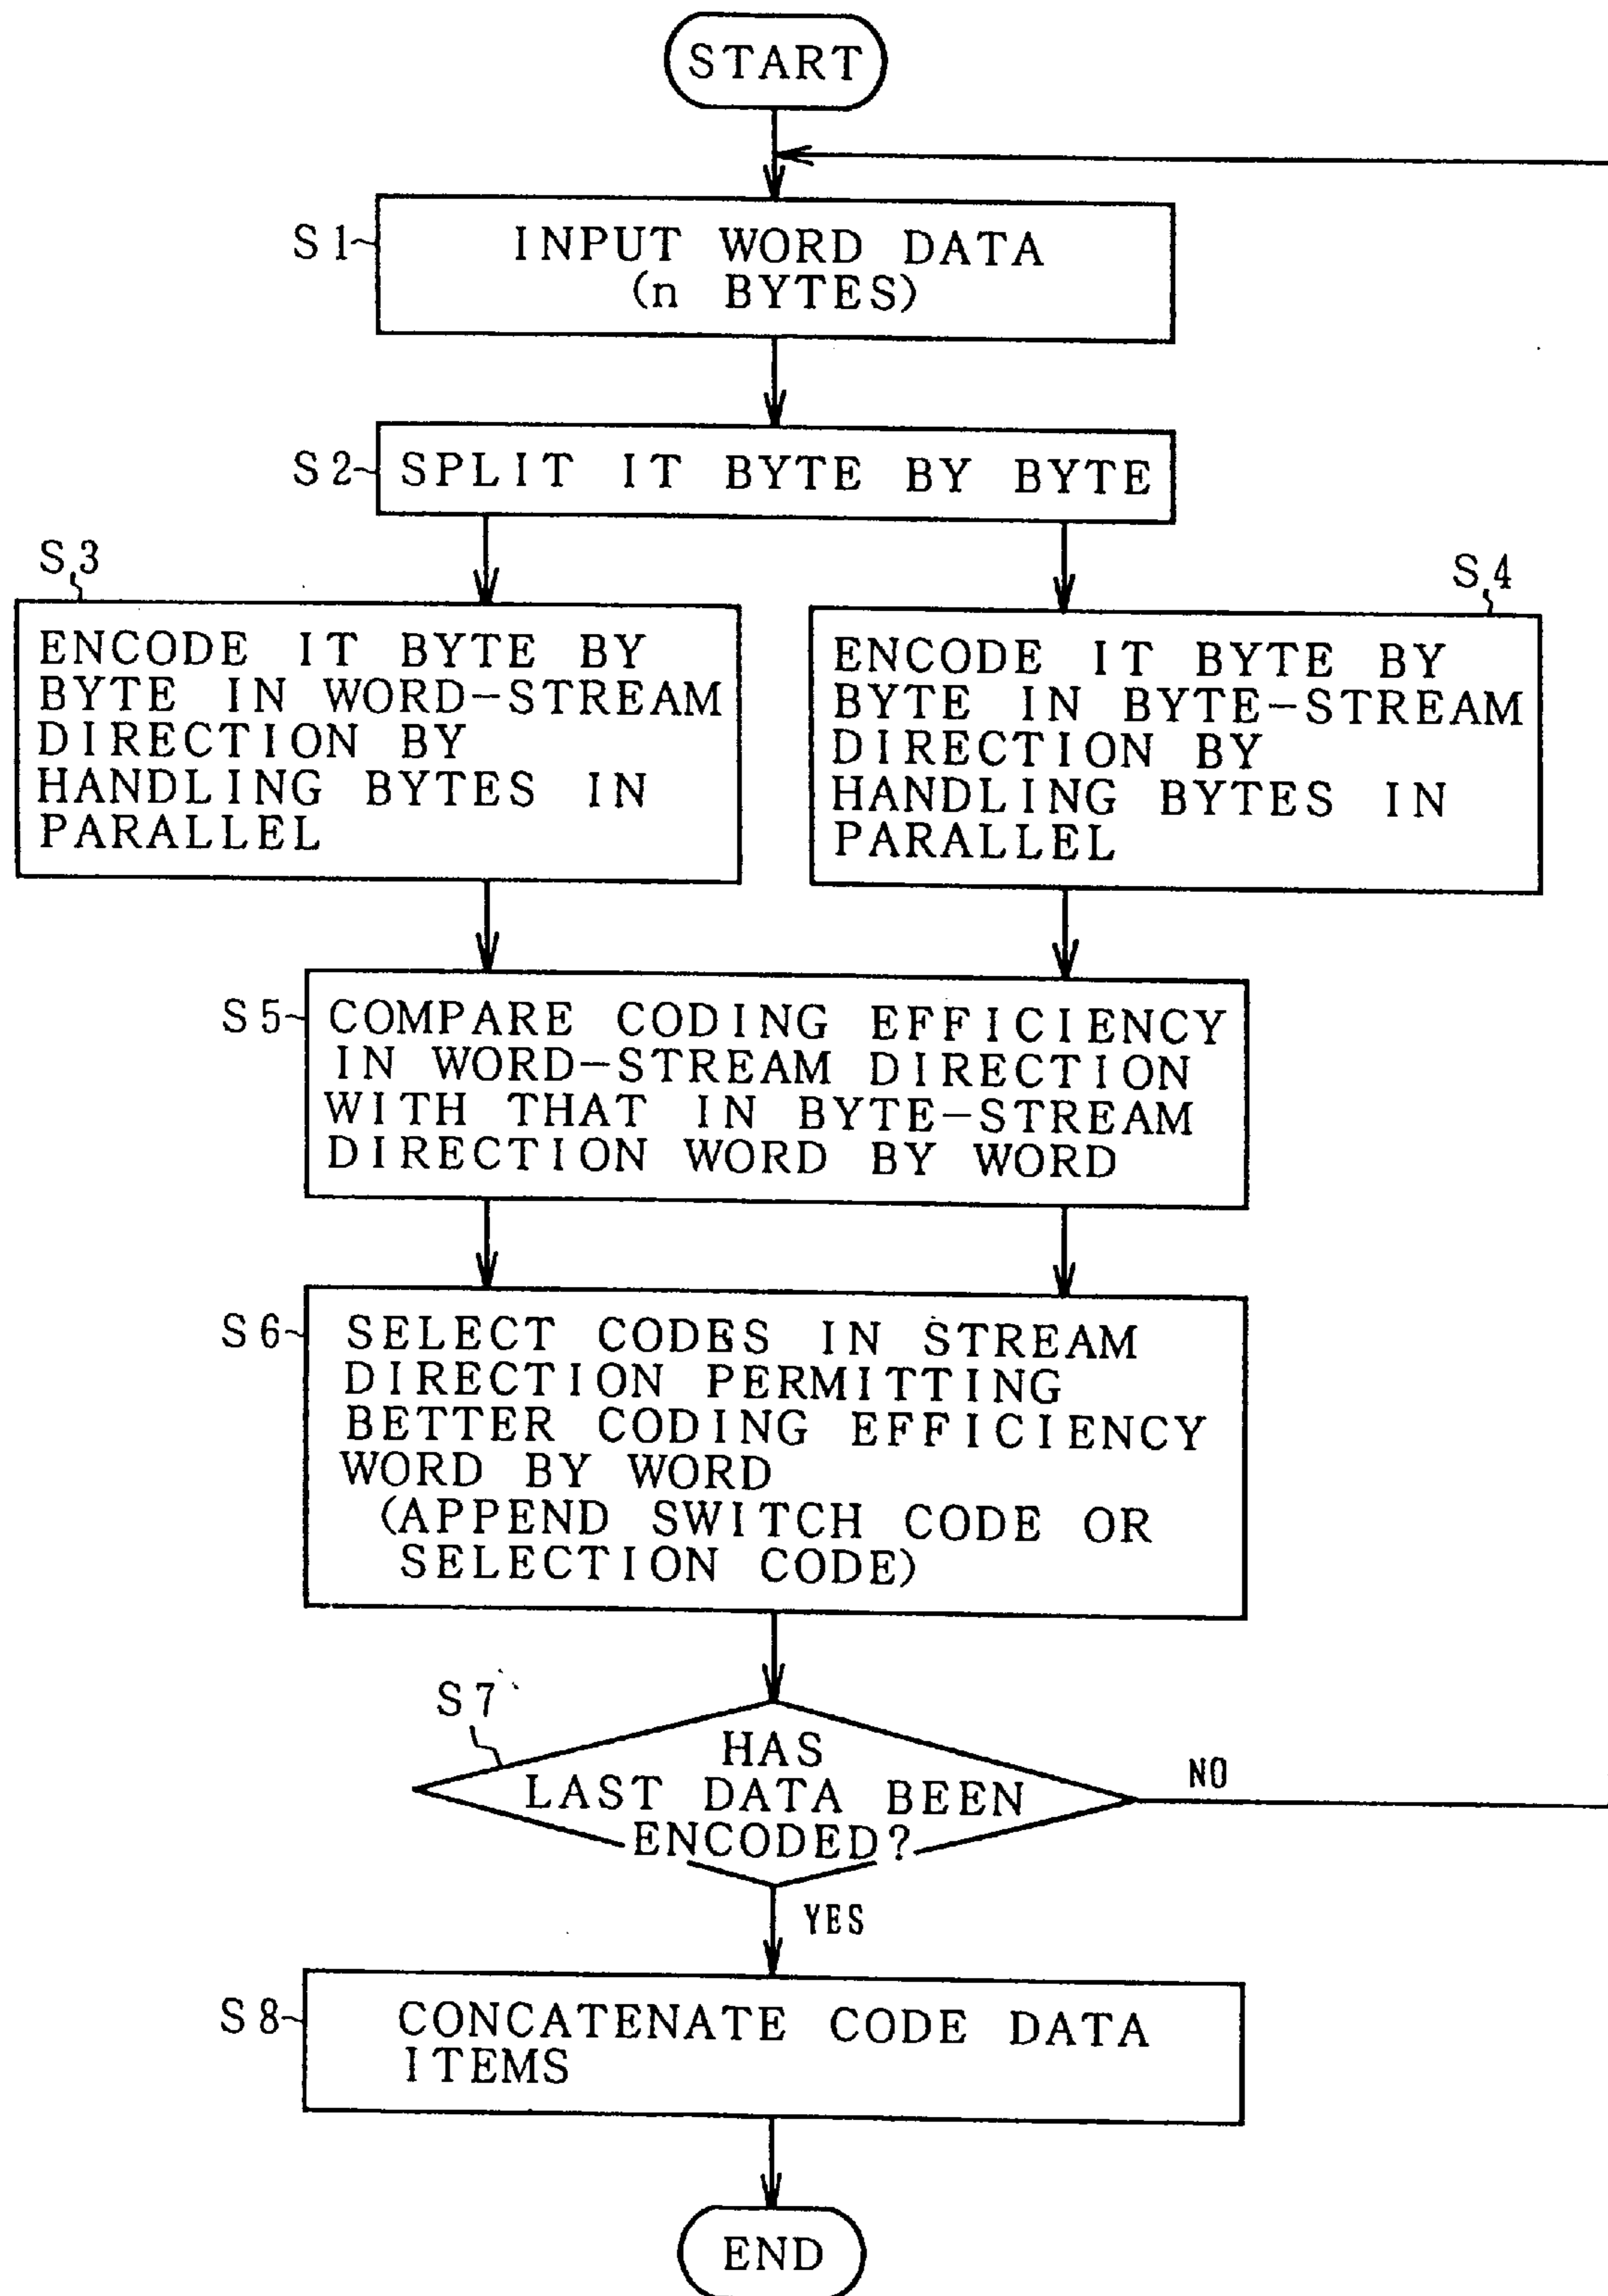 START
S1
INPUT WORD DATA
(n BYTES)
S2
SPLIT IT BYTE BY BYTE
S3
ENCODE IT BYTE BY
BYTE IN WORD-STREAM
DIRECTION BY
HANDLING BYTES IN
PARALLEL
S4
ENCODE IT BYTE BY
BYTE IN BYTE-STREAM
DIRECTION BY
HANDLING BYTES IN
PARALLEL
S5
COMPARE CODING EFFICIENCY
IN WORD-STREAM DIRECTION
WITH THAT IN BYTE-STREAM
DIRECTION WORD BY WORD
S6
SELECT CODES IN STREAM
DIRECTION PERMITTING
BETTER CODING EFFICIENCY
WORD BY WORD
(APPEND SWITCH CODE OR
SELECTION CODE)
S7
HAS
LAST DATA BEEN
ENCODED?
NO
YES
S8
CONCATENATE CODE DATA
ITEMS
END